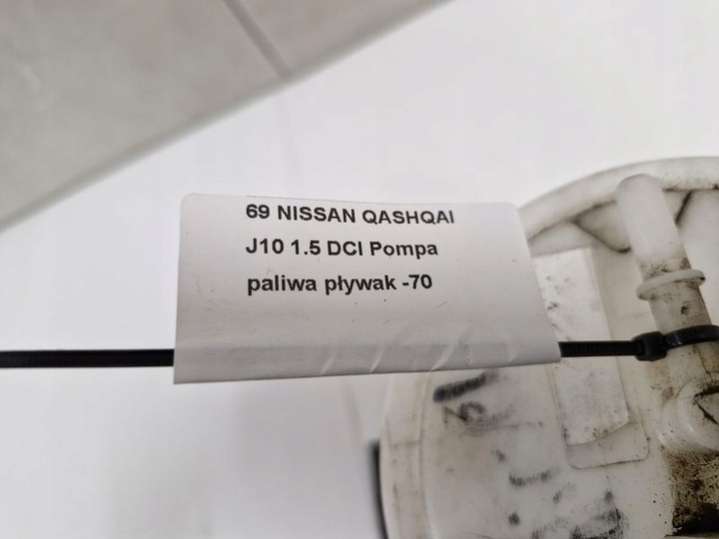 69 NISSAN QASHQAI
J10 1.5 DCI Pompa
paliwa pływak -70